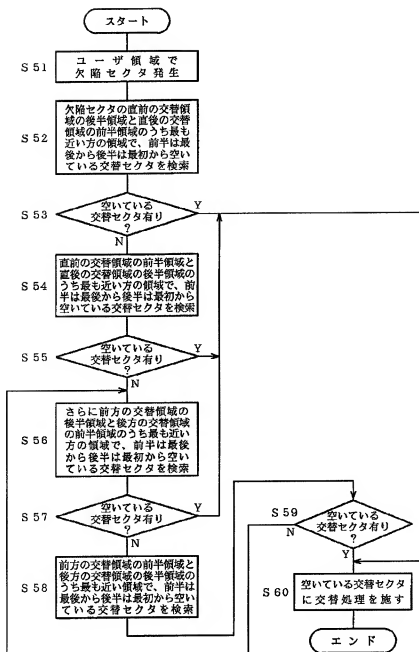 スタート
S51
ユーザ領域で
欠陥セクタ発生
S52
欠陥セクタの直前の交替領
域の後半領域と直後の交替
領域の前半領域のうち最も
近い方の領域で、前半は最
後から後半は最初から空い
ている交替セクタを検索
S53
空いている
交替セクタ有り
?
Y
N
S54
直前の交替領域の前半領域と
直後の交替領域の後半領域の
うち最も近い方の領域で、前
半は最後から後半は最初から
空いている交替セクタを検索
S55
空いている
交替セクタ有り
?
Y
N
S56
さらに前方の交替領域の
後半領域と後方の交替領域
の前半領域のうち最も近い
方の領域で、前半は最後
から後半は最初から空い
ている交替セクタを検索
S57
空いている
交替セクタ有り
?
Y
N
S58
前方の交替領域の前半領域と
後方の交替領域の後半領域の
うち最も近い領域で、前半は
最後から後半は最初から空い
ている交替セクタを検索
S59
空いている
交替セクタ有り
?
N
Y
S60
空いている交替セクタ
に交替処理を施す
エンド